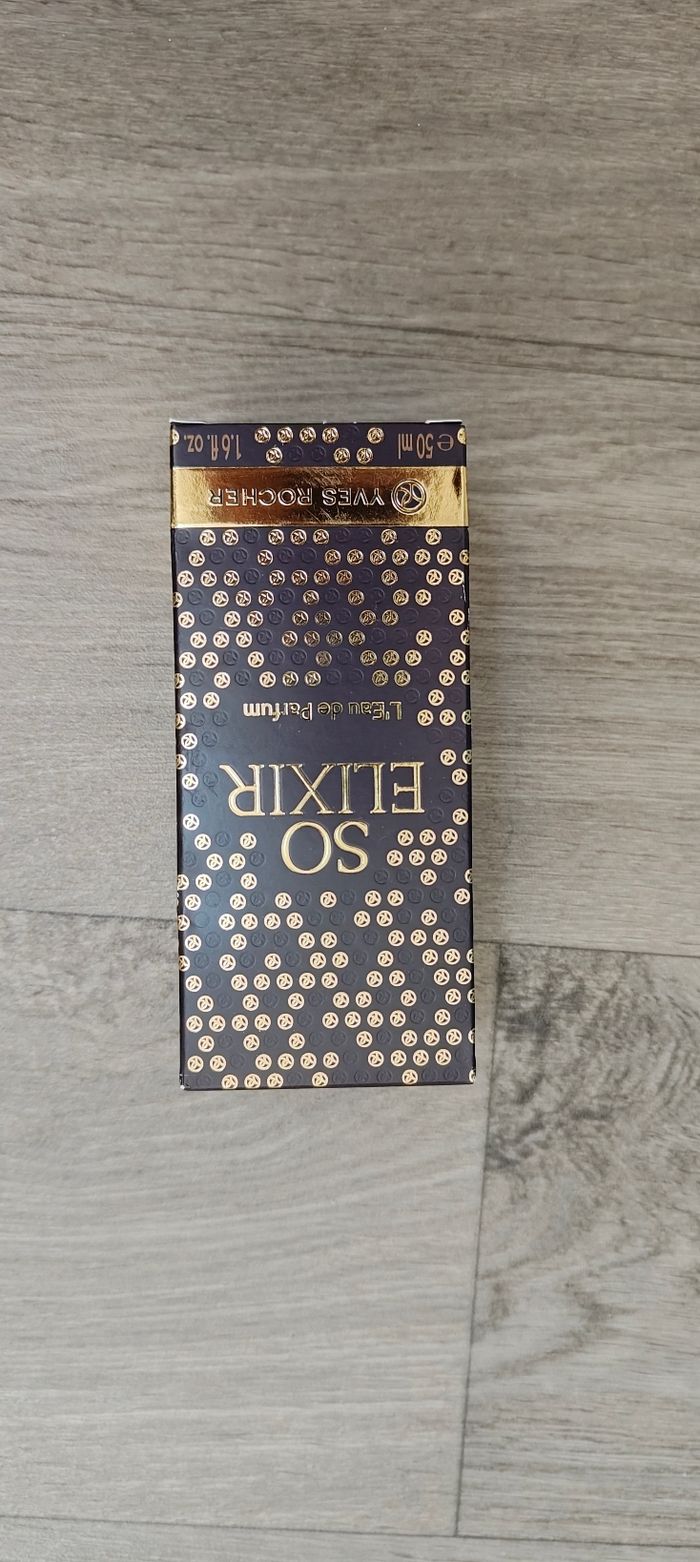 SO
ELIXIR
L'Eau de Parfum
YVES ROCHER
e 50 ml 1.6 fl. oz.